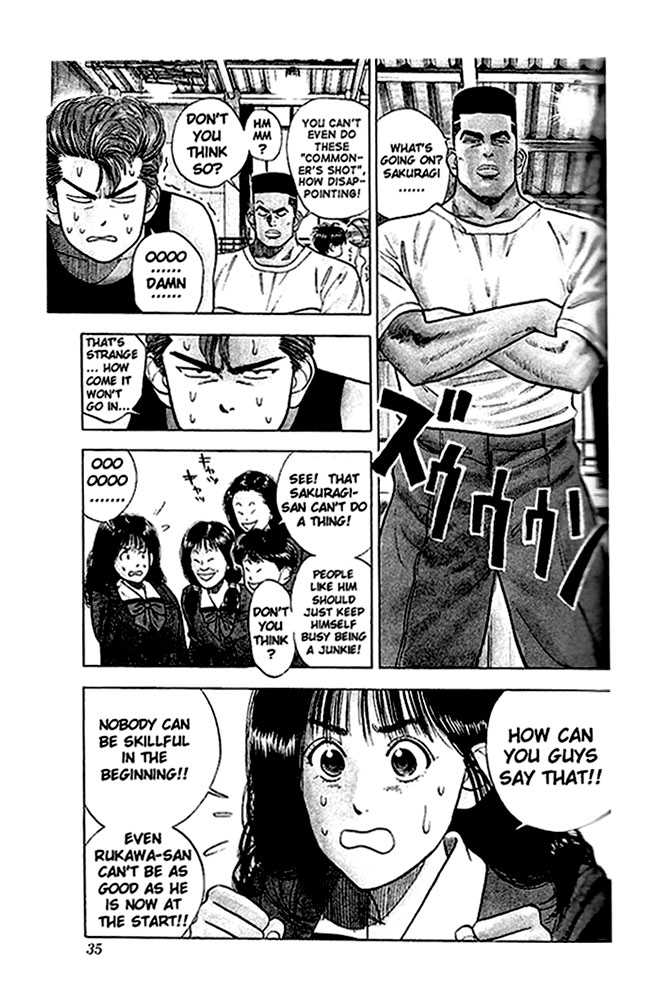 WHAT'S
GOING ON?
SAKURAGI
......
ズウウウン
YOU CAN'T
EVEN DO
THESE
"COMMON-
ER'S SHOT",
HOW DISAP-
POINTING!
HM
MM
?
DON'T
YOU
THINK
SO?
OOOO
......
DAMN
......
THAT'S
STRANGE
... HOW
COME IT
WON'T
GO IN...
SEE! THAT
SAKURAGI-
SAN CAN'T DO
A THING!
PEOPLE
LIKE HIM
SHOULD
JUST KEEP
HIMSELF
BUSY BEING
A JUNKIE!
DON'T
YOU
THINK
?
キャ
キャ
OOO
OOOO
.......
HOW CAN
YOU GUYS
SAY THAT!!
NOBODY CAN
BE SKILLFUL
IN THE
BEGINNING!!
EVEN
RUKAWA-SAN
CAN'T BE AS
GOOD AS HE
IS NOW AT
THE START!!
35